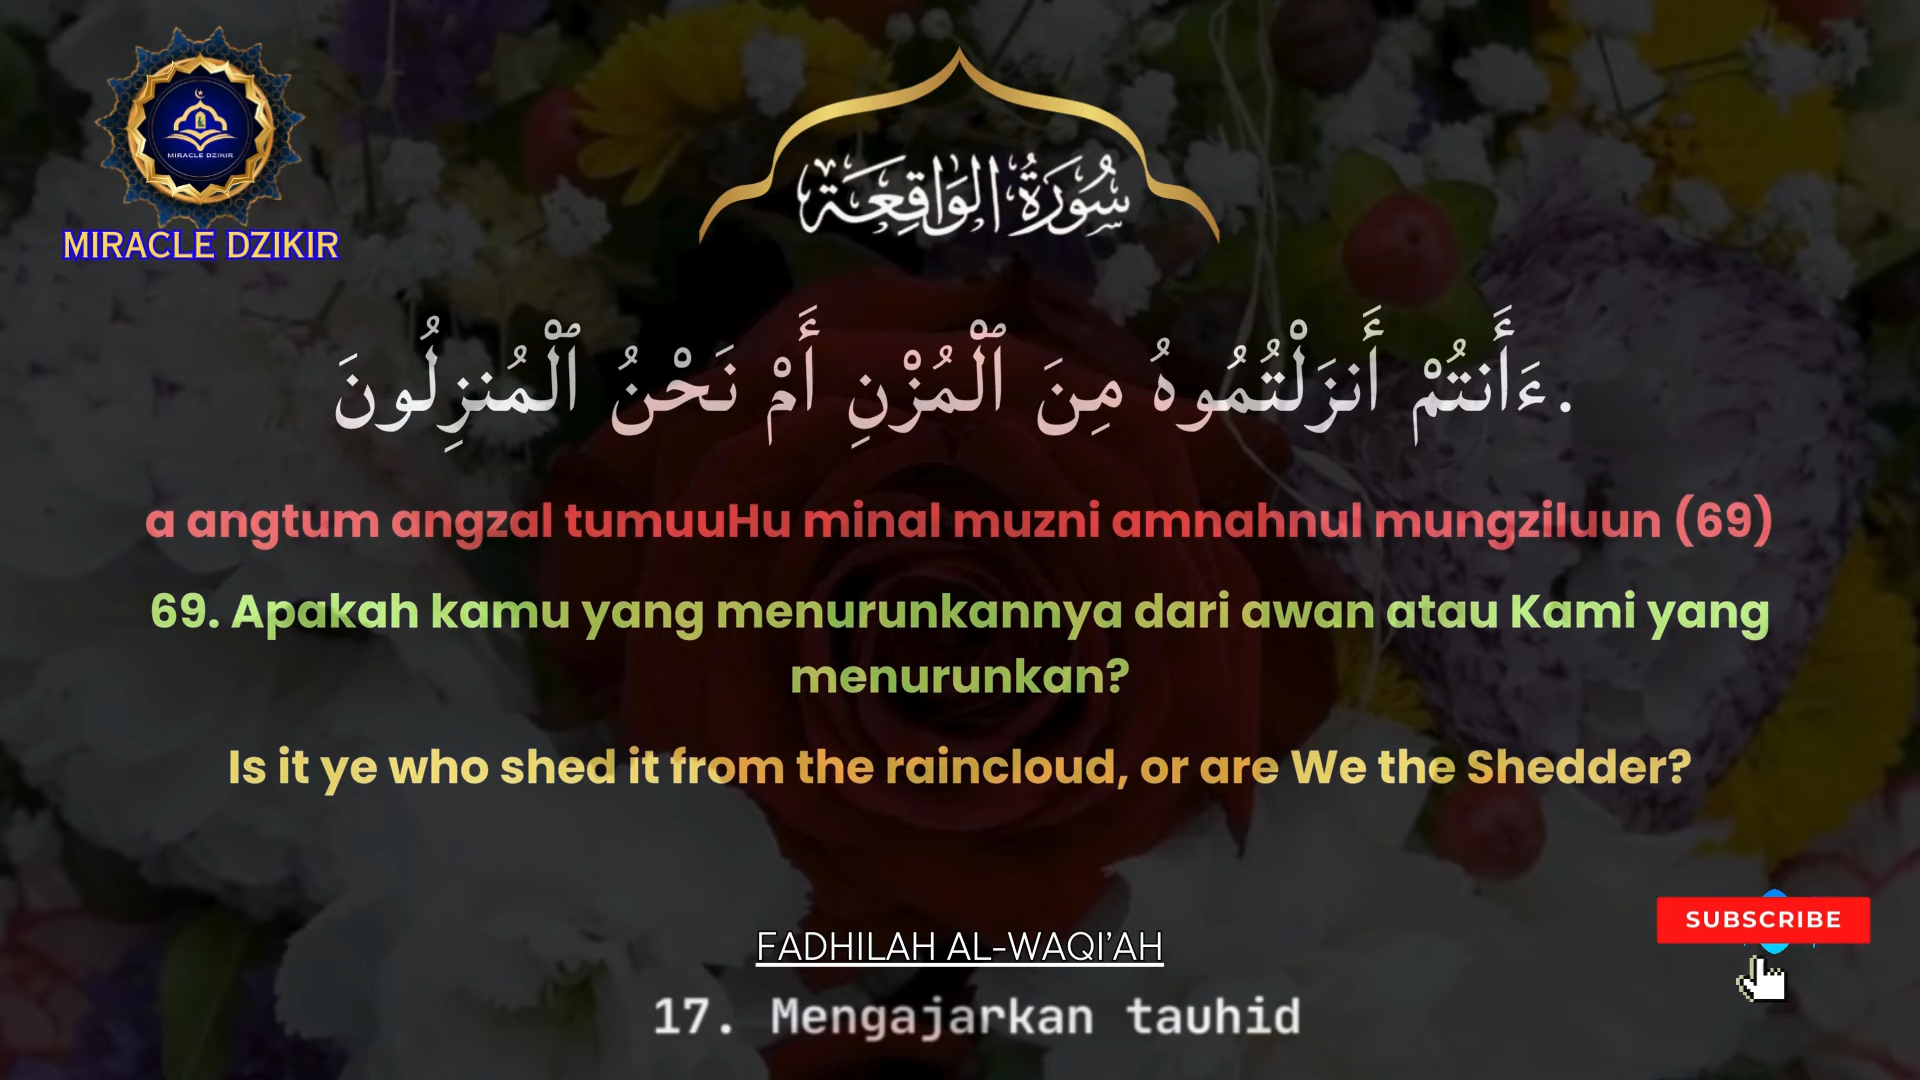 MIRACLE DZIKIR
MIRACLE DZIKIR
سُورَةُ الوَاقِعَة
.ءَأَنتُمْ أَنزَلْتُمُوهُ مِنَ ٱلْمُزْنِ أَمْ نَحْنُ ٱلْمُنزِلُونَ
a angtum angzal tumuuHu minal muzni amnahnul mungziluun (69)
69. Apakah kamu yang menurunkannya dari awan atau Kami yang
menurunkan?
Is it ye who shed it from the raincloud, or are We the Shedder?
SUBSCRIBE
FADHILAH AL-WAQI’AH
17. Mengajarkan tauhid